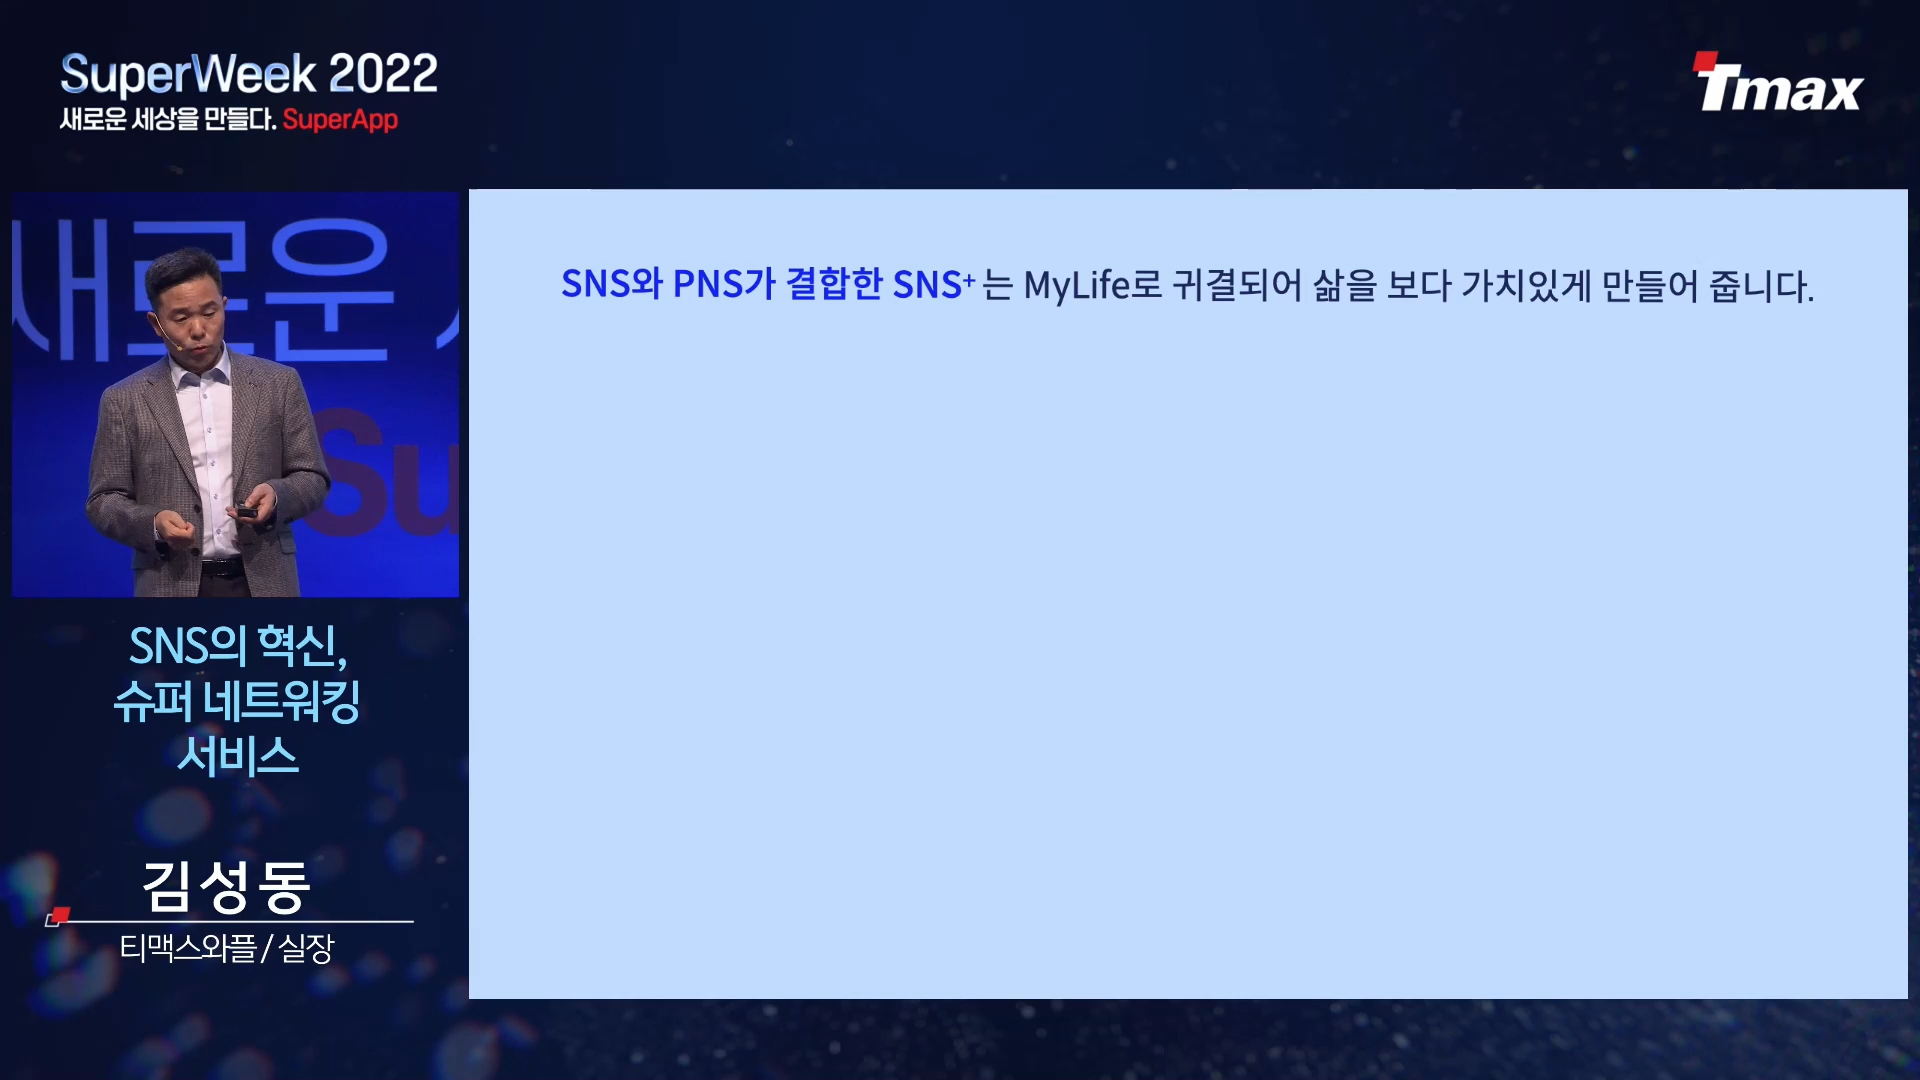 SuperWeek 2022
새로운 세상을 만들다. SuperApp
Tmax
새로운
Su
SNS와 PNS가 결합한 SNS⁺ 는 MyLife로 귀결되어 삶을 보다 가치있게 만들어 줍니다.
SNS의 혁신,
슈퍼 네트워킹
서비스
김성동
티맥스와플 / 실장